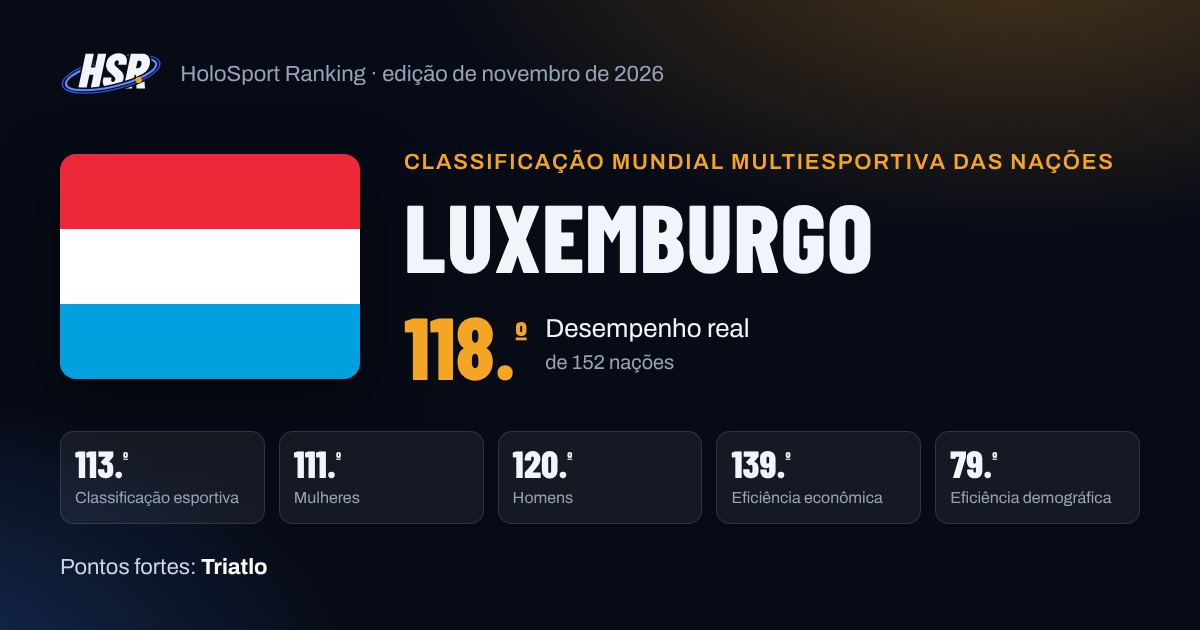 HSR
HoloSport Ranking · edição de novembro de 2026
CLASSIFICAÇÃO MUNDIAL MULTIESPORTIVA DAS NAÇÕES
LUXEMBURGO
118.º
Desempenho real
de 152 nações
113.º
Classificação esportiva
111.º
Mulheres
120.º
Homens
139.º
Eficiência econômica
79.º
Eficiência demográfica
Pontos fortes: Triatlo